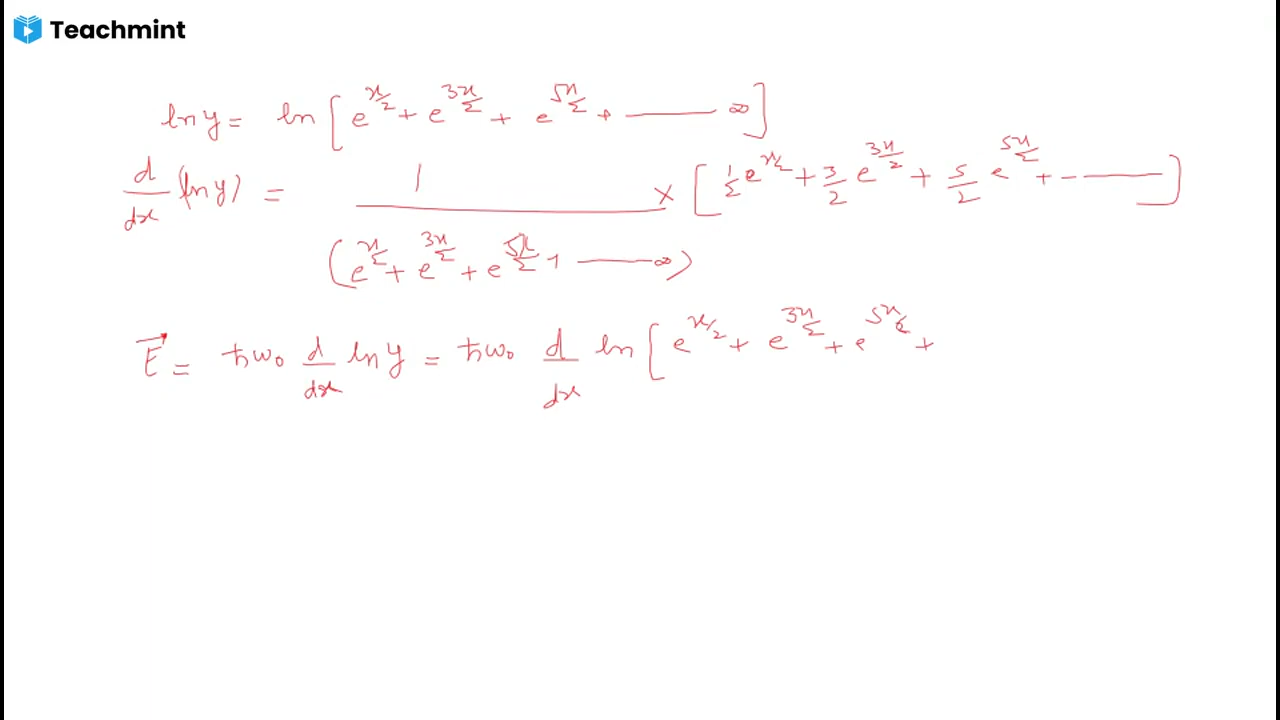 Teachmint
ln y = ln [e^{x/2} + e^{3x/2} + e^{5x/2} + ——— ∞]
d/dx (ln y) = 1/(e^{x/2} + e^{3x/2} + e^{5x/2} + ——— ∞) × [1/2 e^{x/2} + 3/2 e^{3x/2} + 5/2 e^{5x/2} + - ———]
E̅ = ħω₀ d/dx ln y = ħω₀ d/dx ln [e^{x/2} + e^{3x/2} + e^{5x/2} +